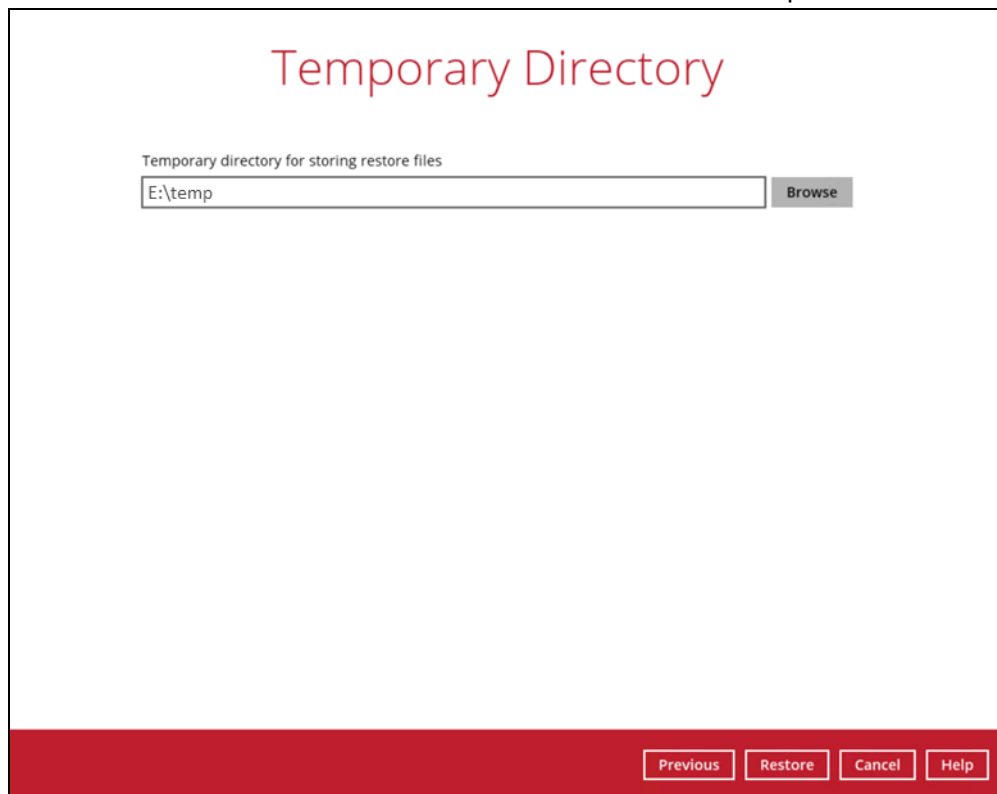 Temporary Directory
Temporary directory for storing restore files
E:\temp
Browse
Previous Restore Cancel Help